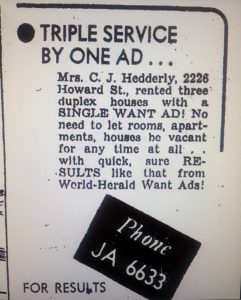 TRIPLE SERVICE
BY ONE AD...
Mrs. C. J. Hedderly, 2226
Howard St., rented three
duplex houses with a
SINGLE WANT AD! No
need to let rooms, apart-
ments, houses be vacant
for any time at all . .
with quick, sure RE-
SULTS like that from
World-Herald Want Ads!
Phone
JA 6633
FOR RESULTS